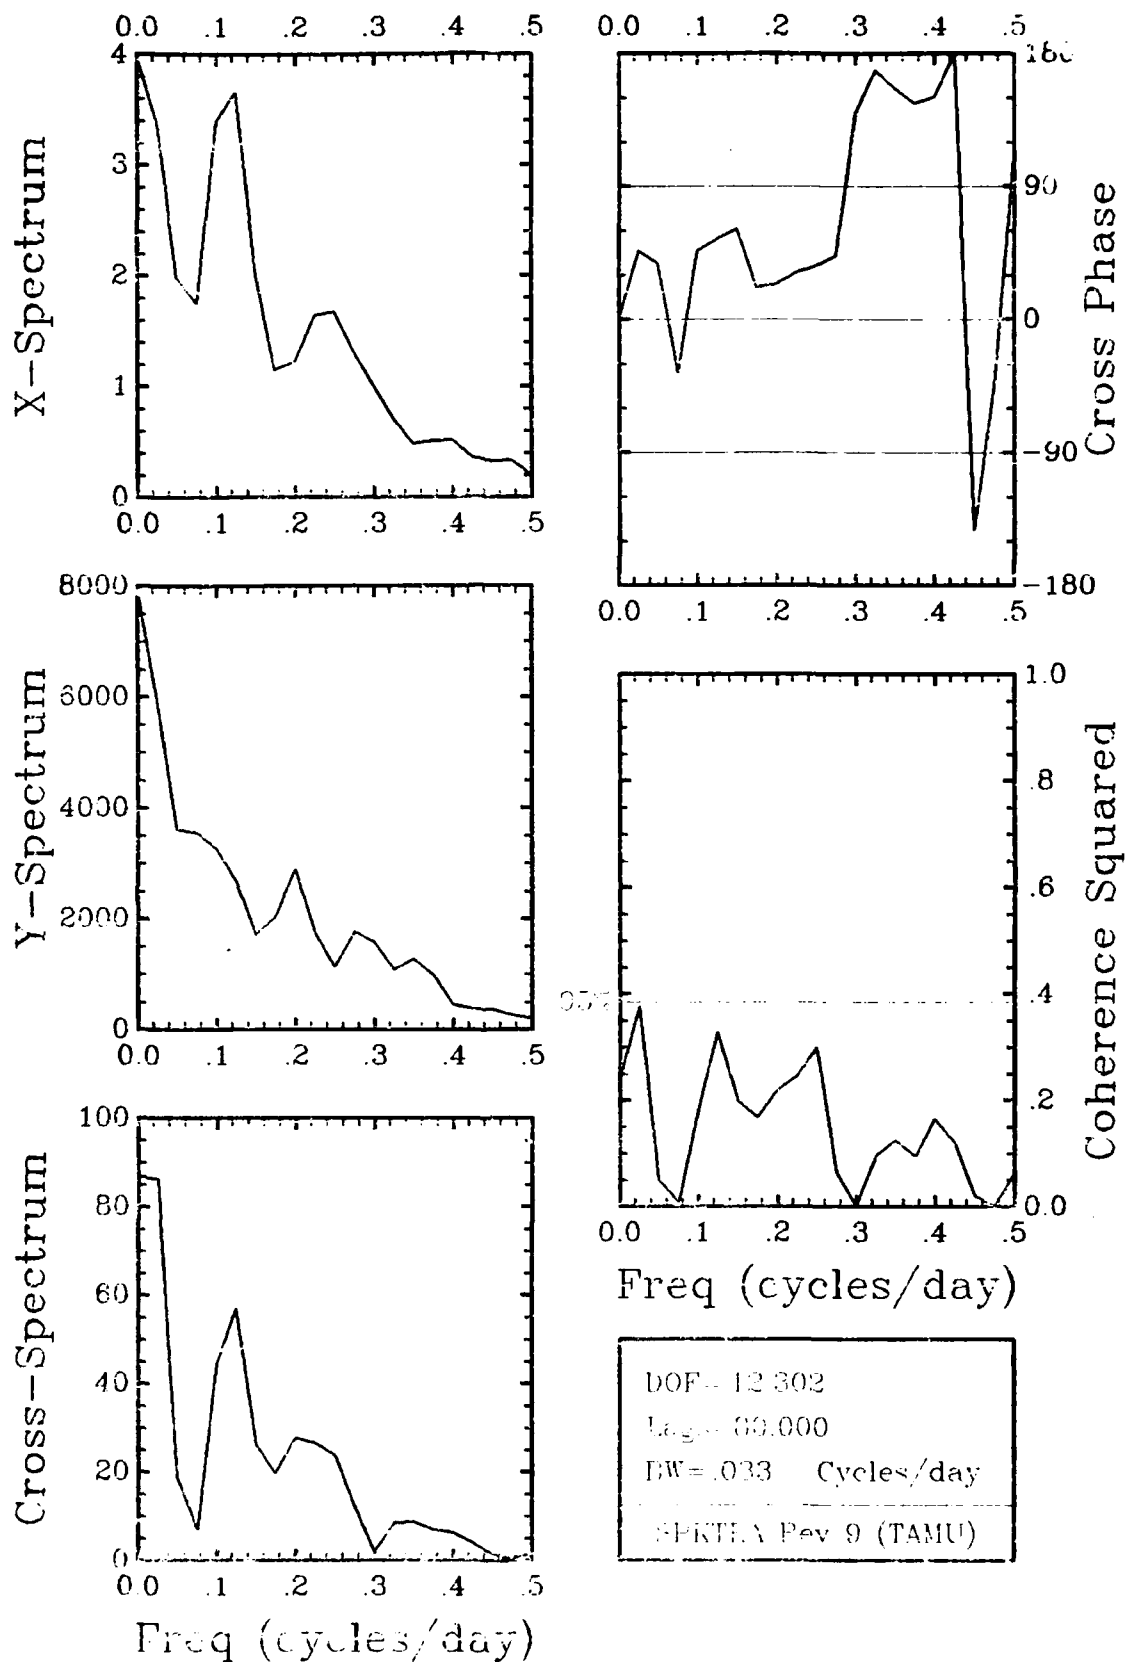 0.0 .1 .2 .3 .4 .5
4
3
2
1
0
X-Spectrum
0.0 .1 .2 .3 .4 .5
8000
6000
4000
2000
0
Y-Spectrum
0.0 .1 .2 .3 .4 .5
100
80
60
40
20
0
Cross-Spectrum
0.0 .1 .2 .3 .4 .5
Freq (cycles/day)
0.0 .1 .2 .3 .4 .5
180
90
0
-90
-180
Cross Phase
0.0 .1 .2 .3 .4 .5
1.0
.8
.6
.4
.2
0.0
Coherence Squared
95%
0.0 .1 .2 .3 .4 .5
Freq (cycles/day)
DOF= 12.302
Lag=
BW= .033 Cycles/day
Rev 9 (TAMU)